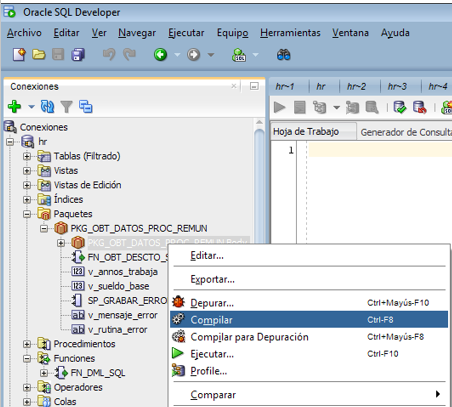 Oracle SQL Developer
Archivo Editar Ver Navegar Ejecutar Equipo Herramientas Ventana Ayuda
Conexiones
hr~1 hr hr~2 hr~3 hr~4
Conexiones
hr
Hoja de Trabajo Generador de Consulta
Tablas (Filtrado)
1
Vistas
Vistas de Edición
Índices
Paquetes
PKG_OBT_DATOS_PROC_REMUN
PKG_OBT_DATOS_PROC_REMUN Body
FN_OBT_DESCTO_S
v_annos_trabaja
v_sueldo_base
SP_GRABAR_ERRO
v_mensaje_error
v_rutina_error
Procedimientos
Funciones
FN_DML_SQL
Operadores
Colas
Editar...
Exportar...
Depurar... Ctrl+Mayús-F10
Compilar Ctrl-F8
Compilar para Depuración Ctrl+Mayús-F8
Ejecutar... Ctrl-F10
Profile...
Comparar